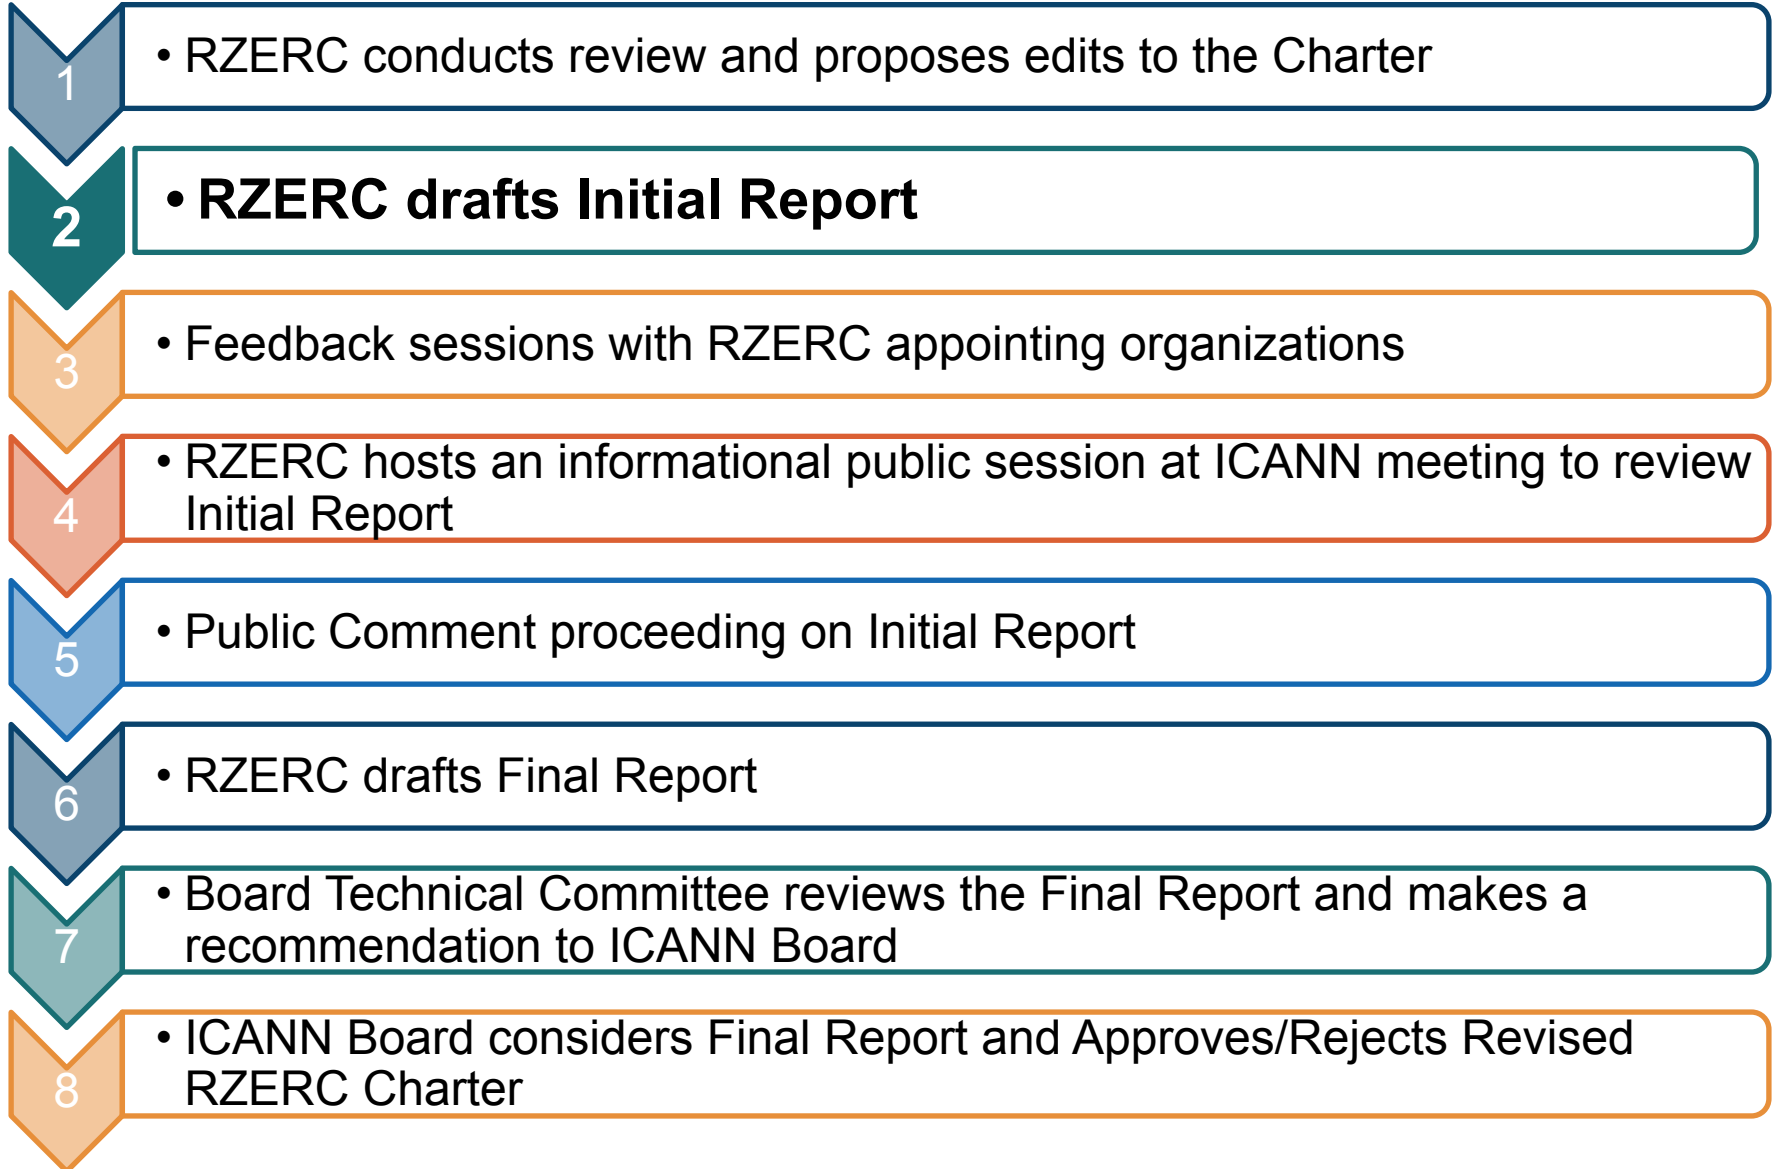 1
• RZERC conducts review and proposes edits to the Charter
2
• RZERC drafts Initial Report
3
• Feedback sessions with RZERC appointing organizations
4
• RZERC hosts an informational public session at ICANN meeting to review
Initial Report
5
• Public Comment proceeding on Initial Report
6
• RZERC drafts Final Report
7
• Board Technical Committee reviews the Final Report and makes a
recommendation to ICANN Board
8
• ICANN Board considers Final Report and Approves/Rejects Revised
RZERC Charter